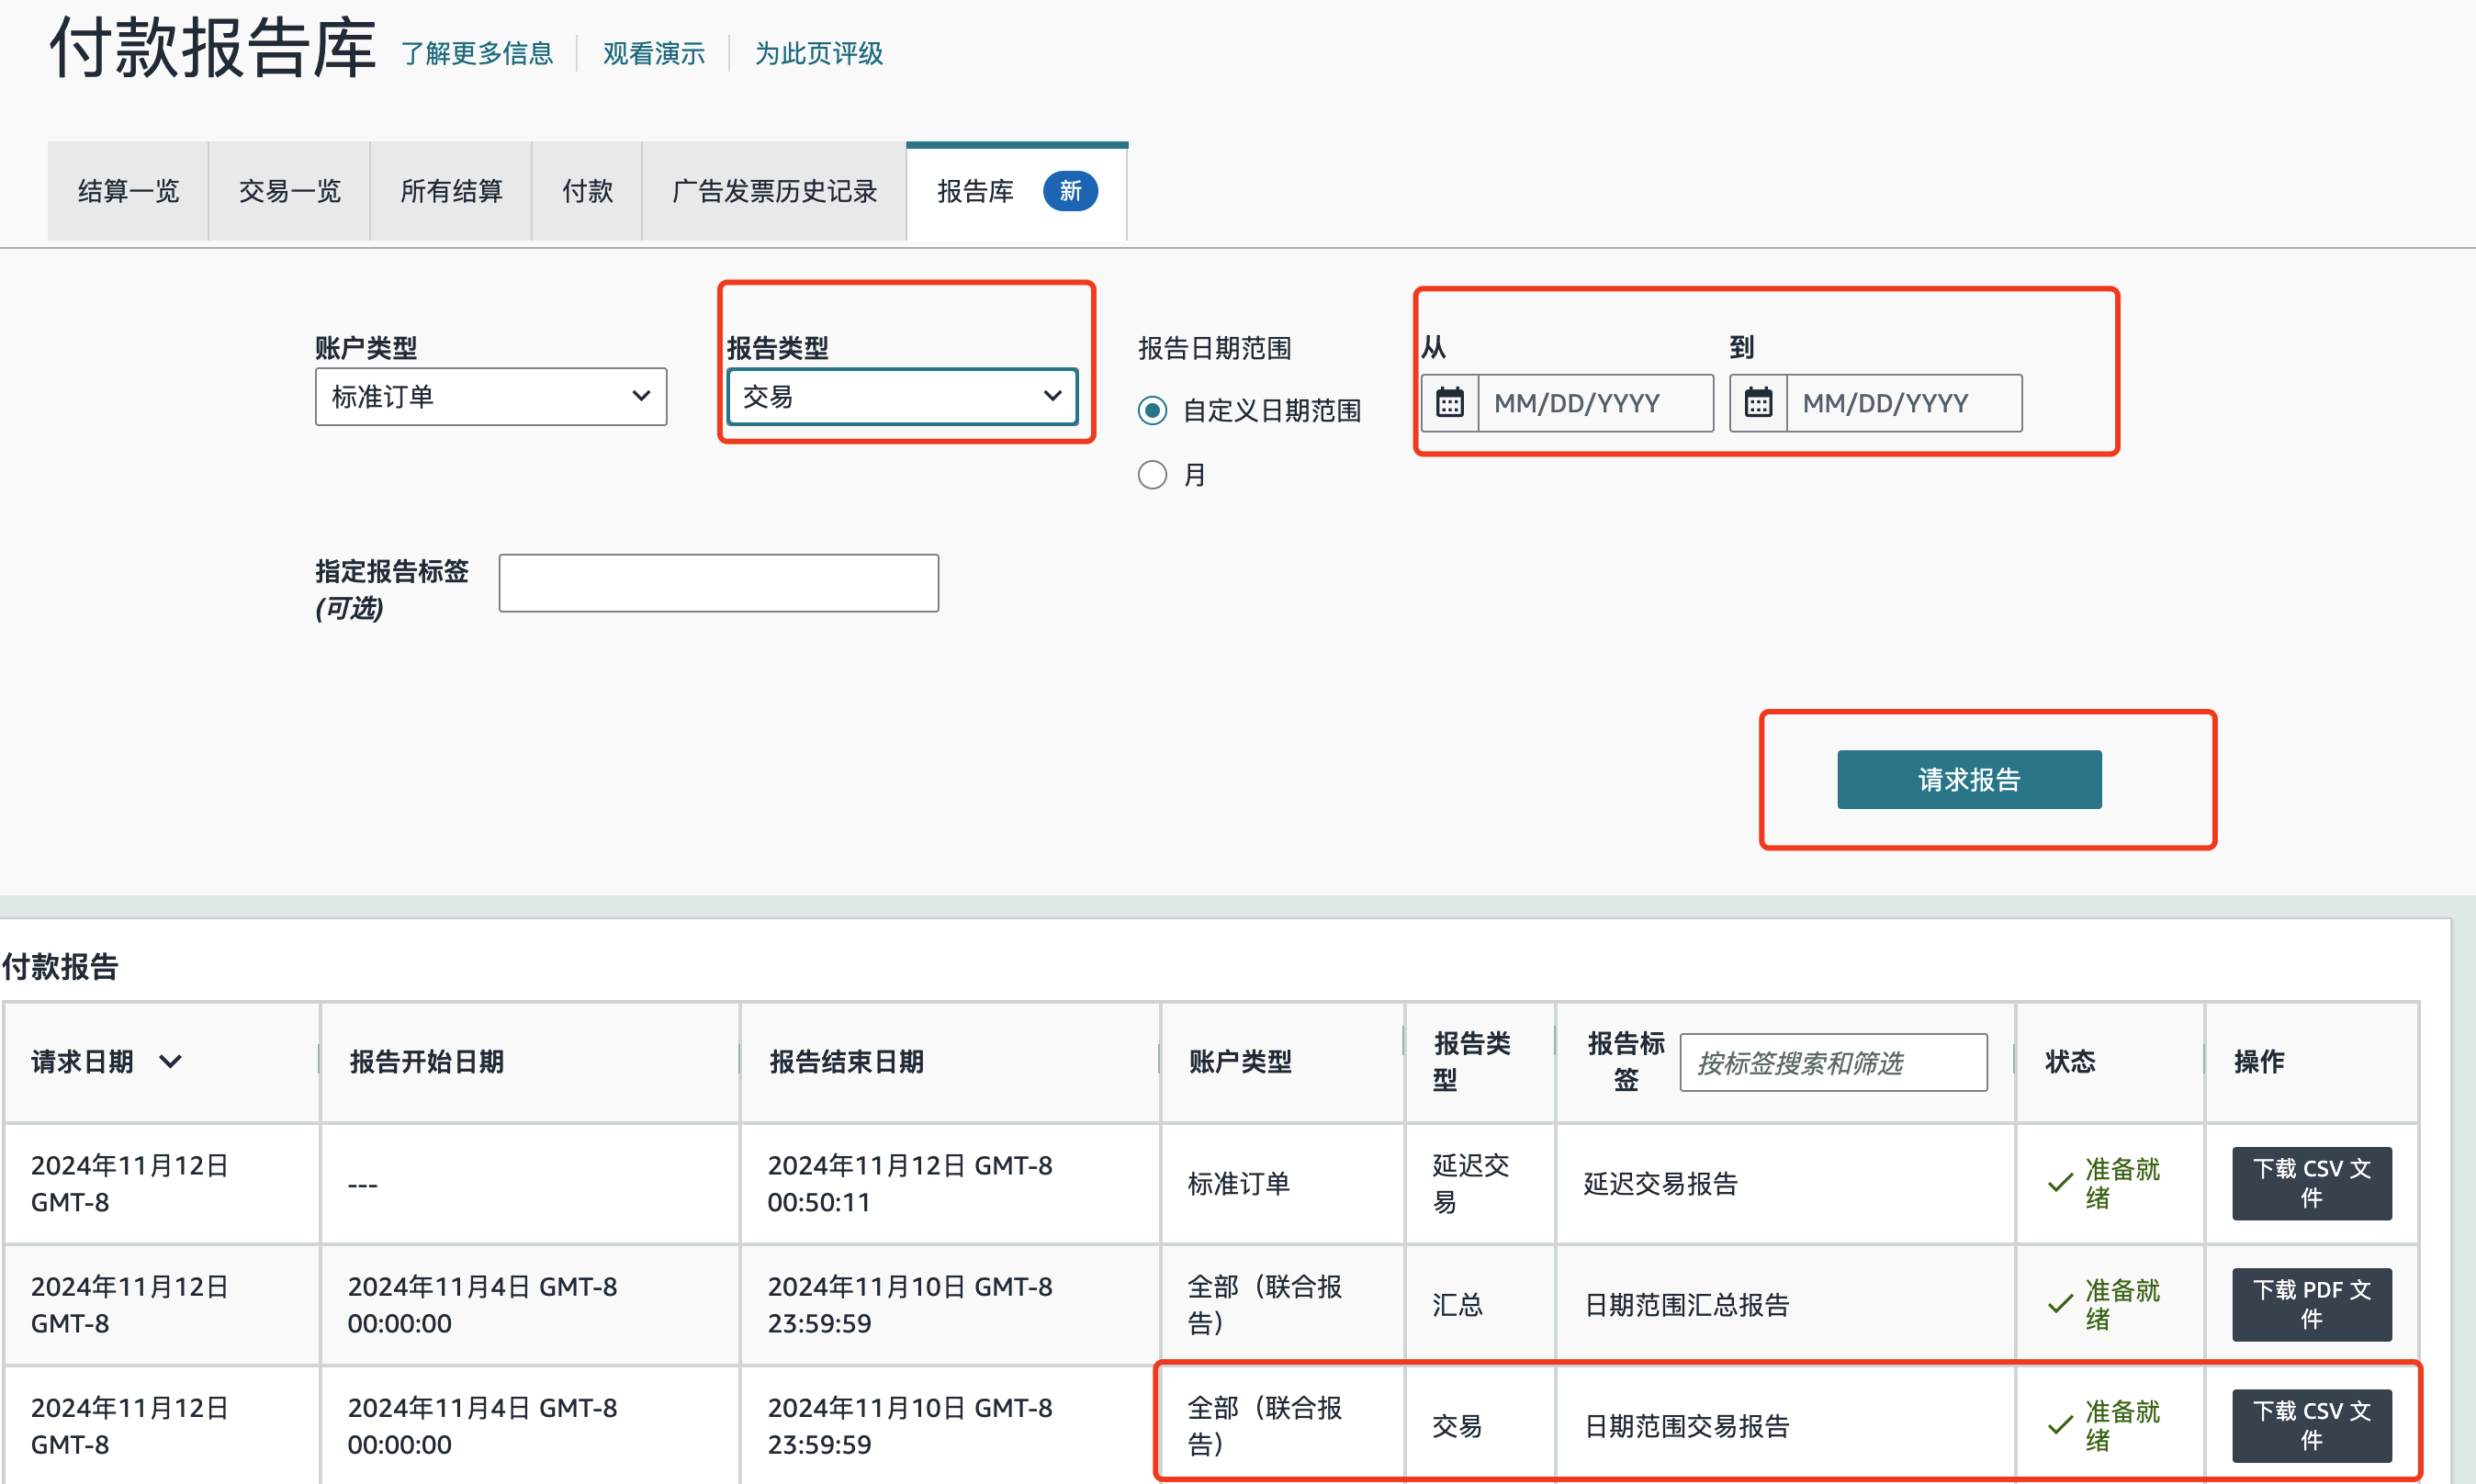 付款报告库 了解更多信息 观看演示 为此页评级
结算一览 交易一览 所有结算 付款 广告发票历史记录 报告库 新
账户类型
标准订单
报告类型
交易
报告日期范围
自定义日期范围
月
从
MM/DD/YYYY
到
MM/DD/YYYY
指定报告标签
(可选)
请求报告
付款报告
请求日期
报告开始日期
报告结束日期
账户类型
报告类
型
报告标
签
按标签搜索和筛选
状态
操作
2024年11月12日
GMT-8
---
2024年11月12日 GMT-8
00:50:11
标准订单
延迟交
易
延迟交易报告
准备就
绪
下载 CSV 文
件
2024年11月12日
GMT-8
2024年11月4日 GMT-8
00:00:00
2024年11月10日 GMT-8
23:59:59
全部（联合报
告）
汇总
日期范围汇总报告
准备就
绪
下载 PDF 文
件
2024年11月12日
GMT-8
2024年11月4日 GMT-8
00:00:00
2024年11月10日 GMT-8
23:59:59
全部（联合报
告）
交易
日期范围交易报告
准备就
绪
下载 CSV 文
件